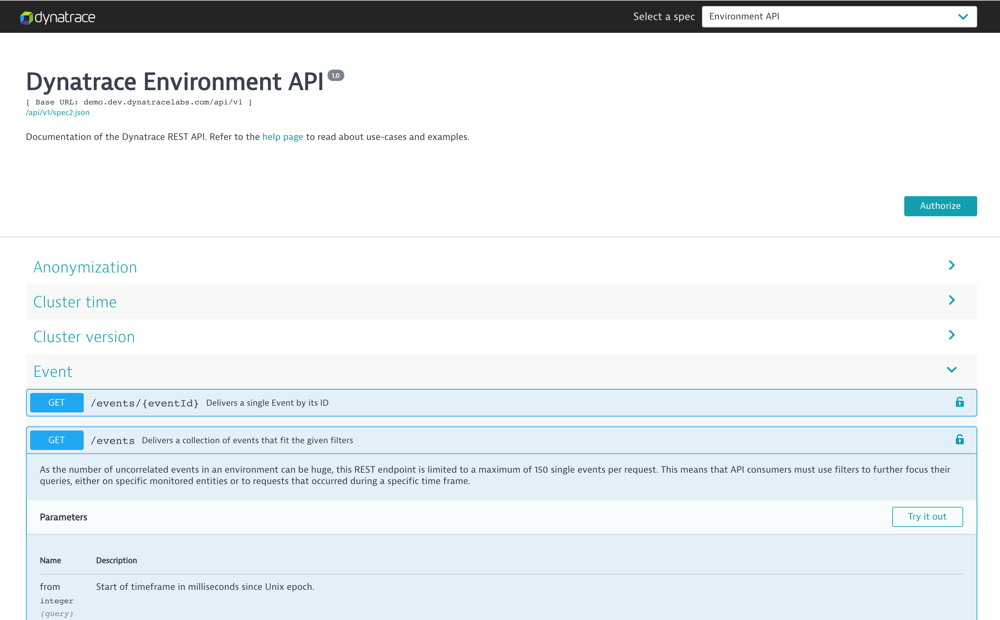 dynatrace
Select a spec
Environment API
Dynatrace Environment API 1.0
[ Base URL: demo.dev.dynatracelabs.com/api/v1 ]
/api/v1/spec2.json
Documentation of the Dynatrace REST API. Refer to the help page to read about use-cases and examples.
Authorize
Anonymization
Cluster time
Cluster version
Event
GET /events/{eventId} Delivers a single Event by its ID
GET /events Delivers a collection of events that fit the given filters
As the number of uncorrelated events in an environment can be huge, this REST endpoint is limited to a maximum of 150 single events per request. This means that API consumers must use filters to further focus their
queries, either on specific monitored entities or to requests that occurred during a specific time frame.
Parameters
Try it out
Name Description
from Start of timeframe in milliseconds since Unix epoch.
integer
(query)